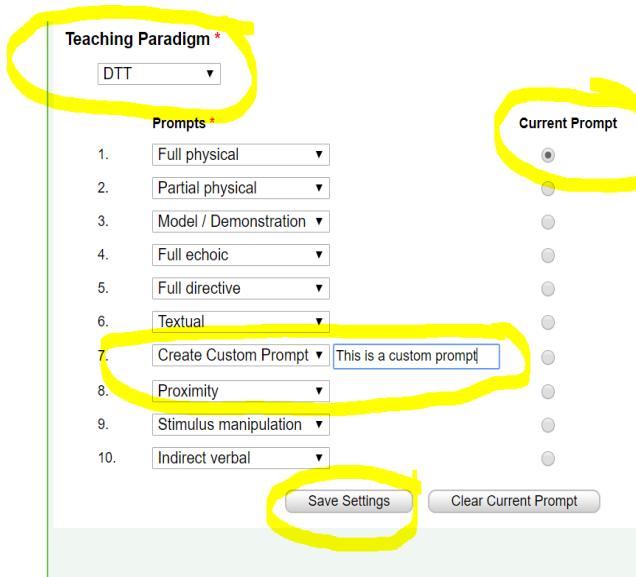 Teaching Paradigm *
DTT
Prompts * Current Prompt
1. Full physical
2. Partial physical
3. Model / Demonstration
4. Full echoic
5. Full directive
6. Textual
7. Create Custom Prompt This is a custom prompt
8. Proximity
9. Stimulus manipulation
10. Indirect verbal
Save Settings Clear Current Prompt